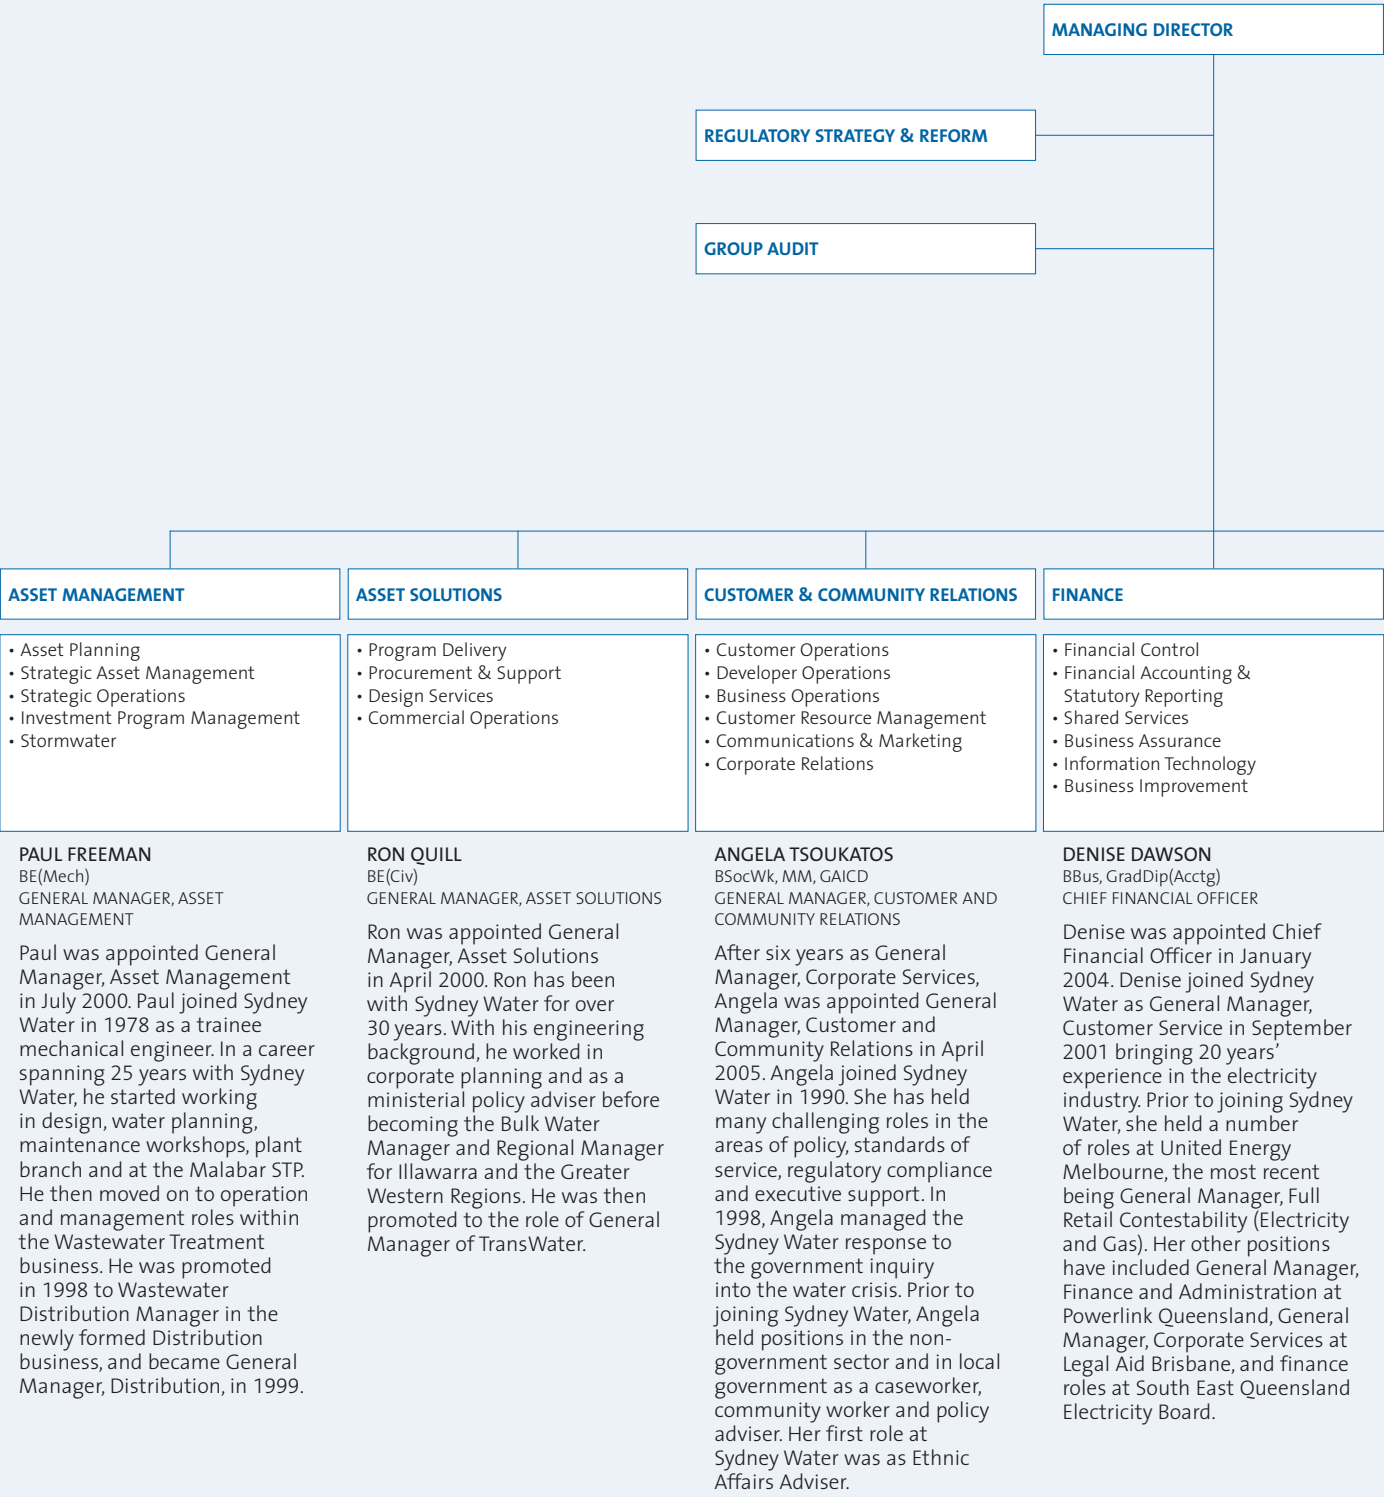 MANAGING DIRECTOR
REGULATORY STRATEGY & REFORM
GROUP AUDIT
ASSET MANAGEMENT
• Asset Planning
• Strategic Asset Management
• Strategic Operations
• Investment Program Management
• Stormwater
PAUL FREEMAN
BE(Mech)
GENERAL MANAGER, ASSET
MANAGEMENT
Paul was appointed General
Manager, Asset Management
in July 2000. Paul joined Sydney
Water in 1978 as a trainee
mechanical engineer. In a career
spanning 25 years with Sydney
Water, he started working
in design, water planning,
maintenance workshops, plant
branch and at the Malabar STP.
He then moved on to operation
and management roles within
the Wastewater Treatment
business. He was promoted
in 1998 to Wastewater
Distribution Manager in the
newly formed Distribution
business, and became General
Manager, Distribution, in 1999.
ASSET SOLUTIONS
• Program Delivery
• Procurement & Support
• Design Services
• Commercial Operations
RON QUILL
BE(Civ)
GENERAL MANAGER, ASSET SOLUTIONS
Ron was appointed General
Manager, Asset Solutions
in April 2000. Ron has been
with Sydney Water for over
30 years. With his engineering
background, he worked in
corporate planning and as a
ministerial policy adviser before
becoming the Bulk Water
Manager and Regional Manager
for Illawarra and the Greater
Western Regions. He was then
promoted to the role of General
Manager of TransWater.
CUSTOMER & COMMUNITY RELATIONS
• Customer Operations
• Developer Operations
• Business Operations
• Customer Resource Management
• Communications & Marketing
• Corporate Relations
ANGELA TSOUKATOS
BSocWk, MM, GAICD
GENERAL MANAGER, CUSTOMER AND
COMMUNITY RELATIONS
After six years as General
Manager, Corporate Services,
Angela was appointed General
Manager, Customer and
Community Relations in April
2005. Angela joined Sydney
Water in 1990. She has held
many challenging roles in the
areas of policy, standards of
service, regulatory compliance
and executive support. In
1998, Angela managed the
Sydney Water response to
the government inquiry
into the water crisis. Prior to
joining Sydney Water, Angela
held positions in the non-
government sector and in local
government as a caseworker,
community worker and policy
adviser. Her first role at
Sydney Water was as Ethnic
Affairs Adviser.
FINANCE
• Financial Control
• Financial Accounting &
Statutory Reporting
• Shared Services
• Business Assurance
• Information Technology
• Business Improvement
DENISE DAWSON
BBus, GradDip(Acctg)
CHIEF FINANCIAL OFFICER
Denise was appointed Chief
Financial Officer in January
2004. Denise joined Sydney
Water as General Manager,
Customer Service in September
2001 bringing 20 years’
experience in the electricity
industry. Prior to joining Sydney
Water, she held a number
of roles at United Energy
Melbourne, the most recent
being General Manager, Full
Retail Contestability (Electricity
and Gas). Her other positions
have included General Manager,
Finance and Administration at
Powerlink Queensland, General
Manager, Corporate Services at
Legal Aid Brisbane, and finance
roles at South East Queensland
Electricity Board.